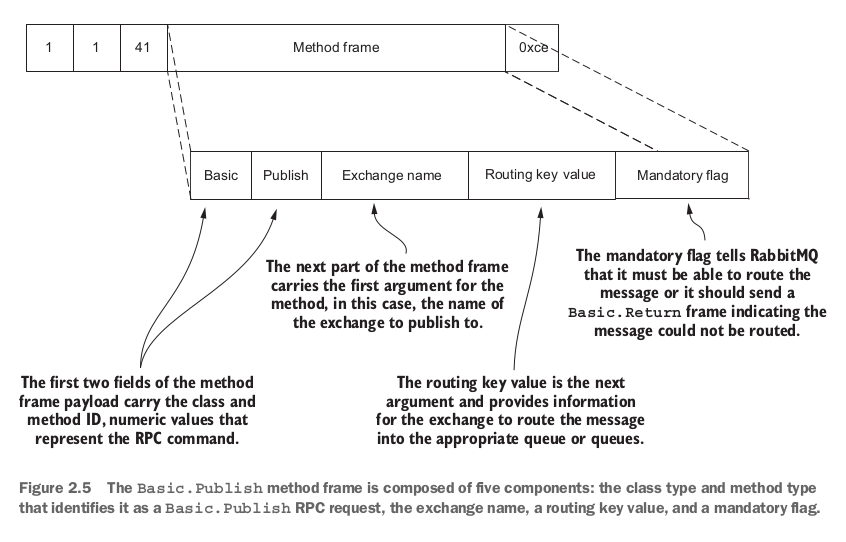 1 1 41 Method frame 0xce
Basic Publish Exchange name Routing key value Mandatory flag
The next part of the method frame
carries the first argument for the
method, in this case, the name of
the exchange to publish to.
The mandatory flag tells RabbitMQ
that it must be able to route the
message or it should send a
Basic.Return frame indicating the
message could not be routed.
The first two fields of the method
frame payload carry the class and
method ID, numeric values that
represent the RPC command.
The routing key value is the next
argument and provides information
for the exchange to route the message
into the appropriate queue or queues.
Figure 2.5 The Basic.Publish method frame is composed of five components: the class type and method type
that identifies it as a Basic.Publish RPC request, the exchange name, a routing key value, and a mandatory flag.